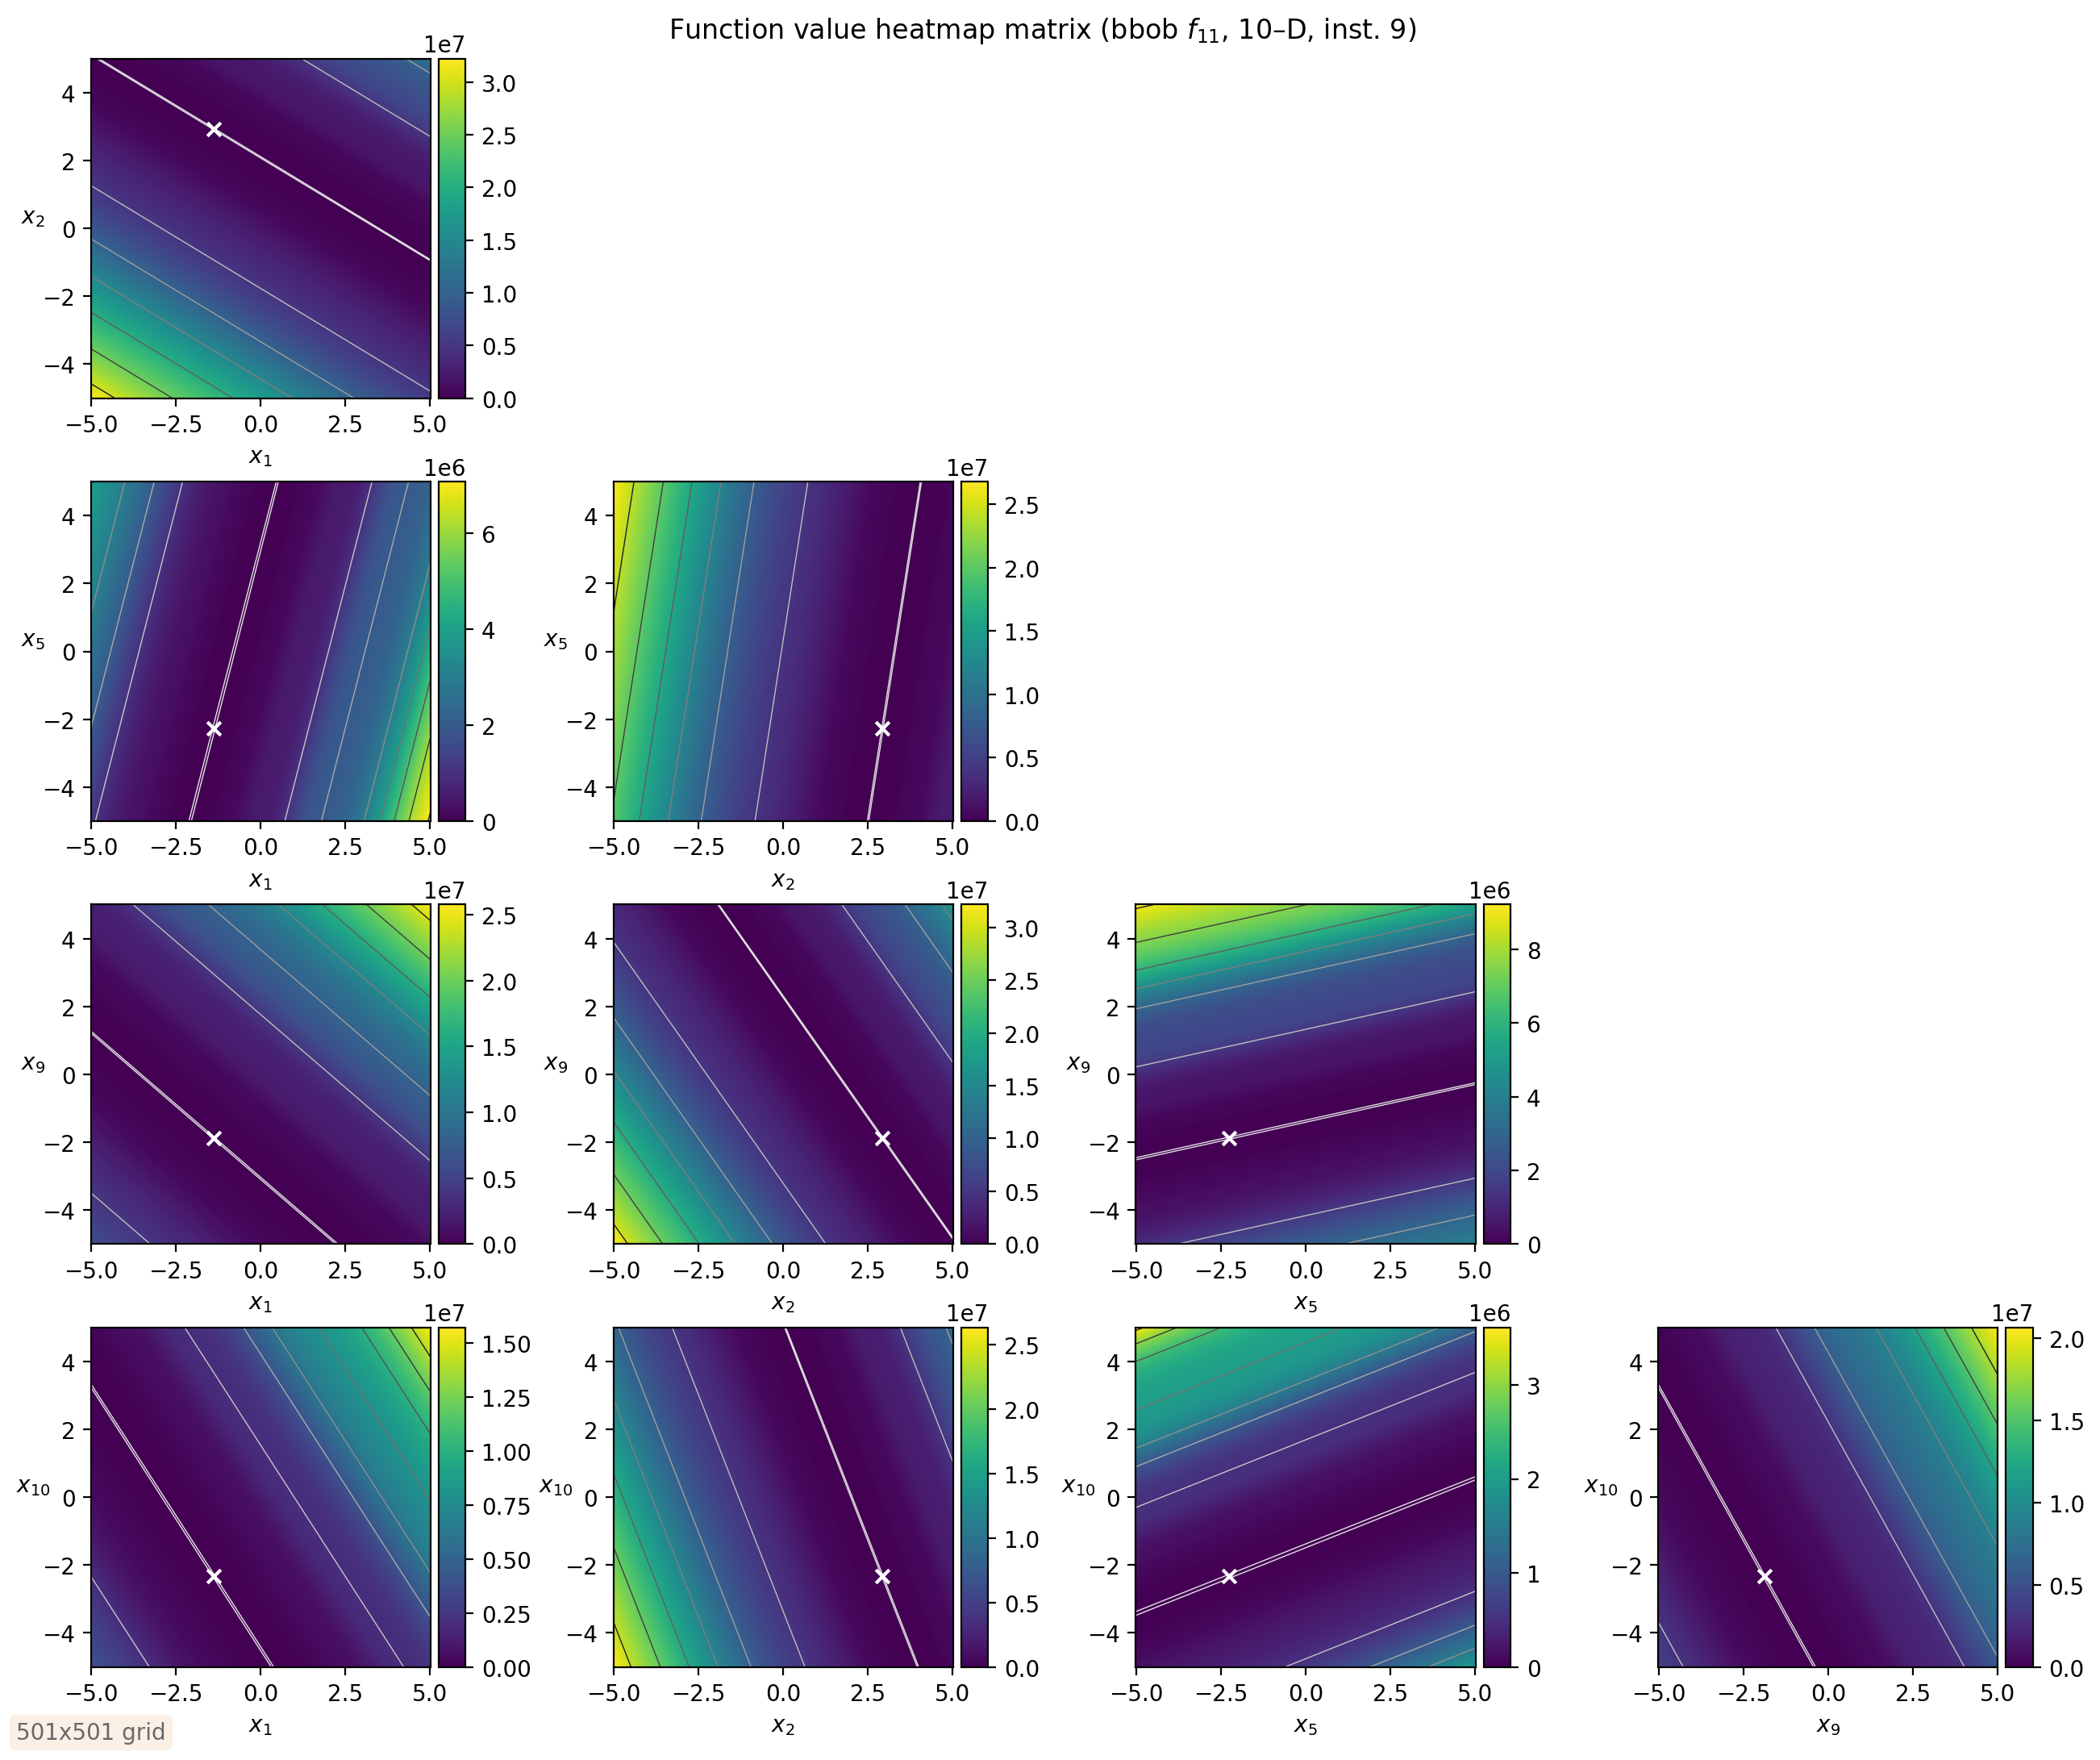 Function value heatmap matrix (bbob f₁₁, 10–D, inst. 9)
1e7
4
2
0
−2
−4
x₂
−5.0 −2.5 0.0 2.5 5.0
x₁
3.0
2.5
2.0
1.5
1.0
0.5
0.0
1e6
4
2
0
−2
−4
x₅
−5.0 −2.5 0.0 2.5 5.0
x₁
6
4
2
0
1e7
4
2
0
−2
−4
x₅
−5.0 −2.5 0.0 2.5 5.0
x₂
2.5
2.0
1.5
1.0
0.5
0.0
1e7
4
2
0
−2
−4
x₉
−5.0 −2.5 0.0 2.5 5.0
x₁
2.5
2.0
1.5
1.0
0.5
0.0
1e7
4
2
0
−2
−4
x₉
−5.0 −2.5 0.0 2.5 5.0
x₂
3.0
2.5
2.0
1.5
1.0
0.5
0.0
1e6
4
2
0
−2
−4
x₉
−5.0 −2.5 0.0 2.5 5.0
x₅
8
6
4
2
0
1e7
4
2
0
−2
−4
x₁₀
−5.0 −2.5 0.0 2.5 5.0
x₁
1.50
1.25
1.00
0.75
0.50
0.25
0.00
1e7
4
2
0
−2
−4
x₁₀
−5.0 −2.5 0.0 2.5 5.0
x₂
2.5
2.0
1.5
1.0
0.5
0.0
1e6
4
2
0
−2
−4
x₁₀
−5.0 −2.5 0.0 2.5 5.0
x₅
3
2
1
0
1e7
4
2
0
−2
−4
x₁₀
−5.0 −2.5 0.0 2.5 5.0
x₉
2.0
1.5
1.0
0.5
0.0
501x501 grid